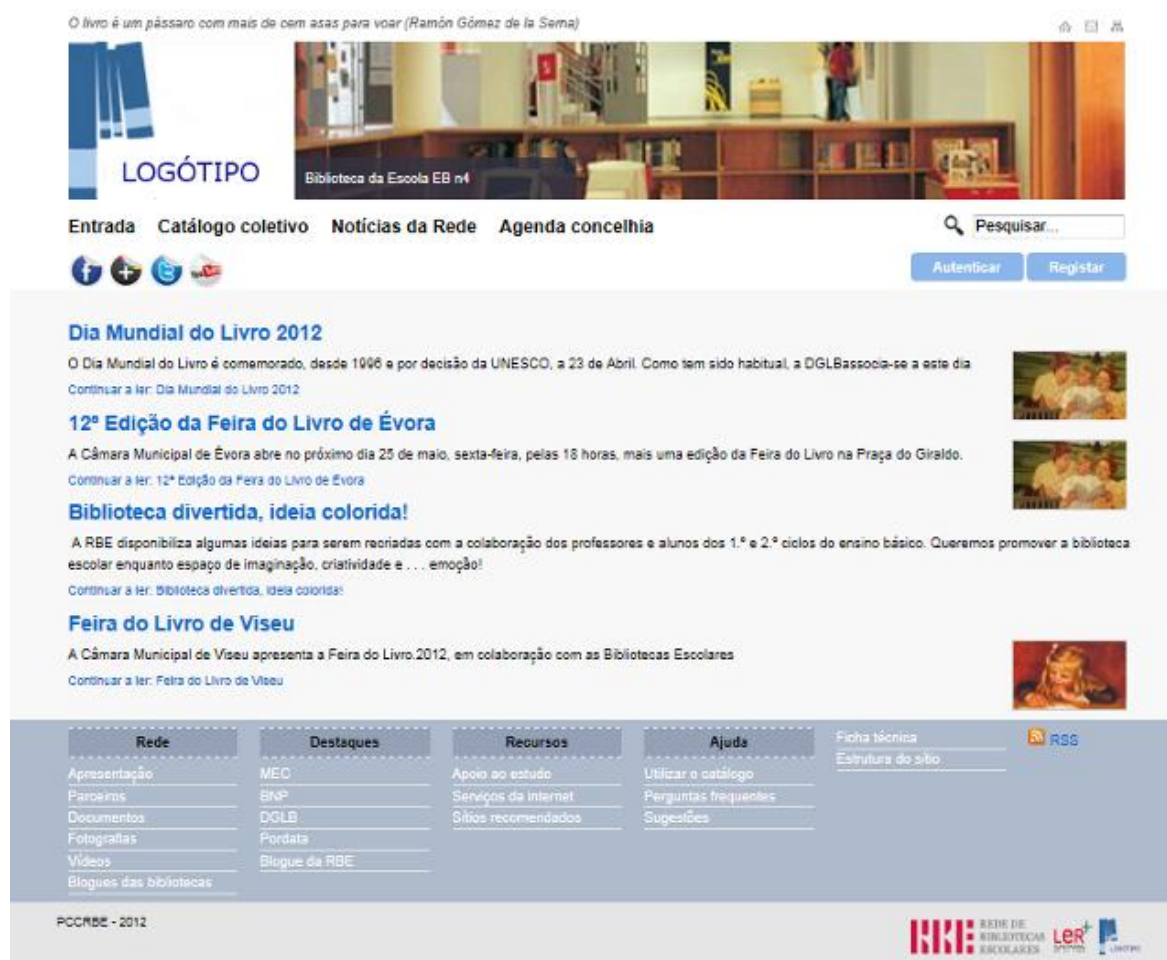 O livro é um pássaro com mais de cem asas para voar (Ramón Gómez de la Serna)
LOGÓTIPO
Biblioteca da Escola EB n4
Entrada Catálogo coletivo Notícias da Rede Agenda concelhia
Pesquisar...
Autenticar Registar
Dia Mundial do Livro 2012
O Dia Mundial do Livro é comemorado, desde 1996 e por decisão da UNESCO, a 23 de Abril. Como tem sido habitual, a DGLBassocia-se a este dia
Continuar a ler: Dia Mundial do Livro 2012
12ª Edição da Feira do Livro de Évora
A Câmara Municipal de Évora abre no próximo dia 25 de maio, sexta-feira, pelas 18 horas, mais uma edição da Feira do Livro na Praça do Giraldo.
Continuar a ler: 12ª Edição da Feira do Livro de Évora
Biblioteca divertida, ideia colorida!
A RBE disponibiliza algumas ideias para serem recriadas com a colaboração dos professores e alunos dos 1.º e 2.º ciclos do ensino básico. Queremos promover a biblioteca
escolar enquanto espaço de imaginação, criatividade e . . . emoção!
Continuar a ler: Biblioteca divertida, ideia colorida!
Feira do Livro de Viseu
A Câmara Municipal de Viseu apresenta a Feira do Livro.2012, em colaboração com as Bibliotecas Escolares
Continuar a ler: Feira do Livro de Viseu
Rede
Apresentação
Parceiros
Documentos
Fotografias
Vídeos
Blogues das bibliotecas
Destaques
MEC
BNP
DGLB
Pordata
Blogue da RBE
Recursos
Apoio ao estudo
Serviços da internet
Sítios recomendados
Ajuda
Utilizar o catálogo
Perguntas frequentes
Sugestões
Ficha técnica
Estrutura do sítio
RSS
PCCRBE - 2012
REDE DE
BIBLIOTECAS
ESCOLARES
LeR+
LOGÓTIPO